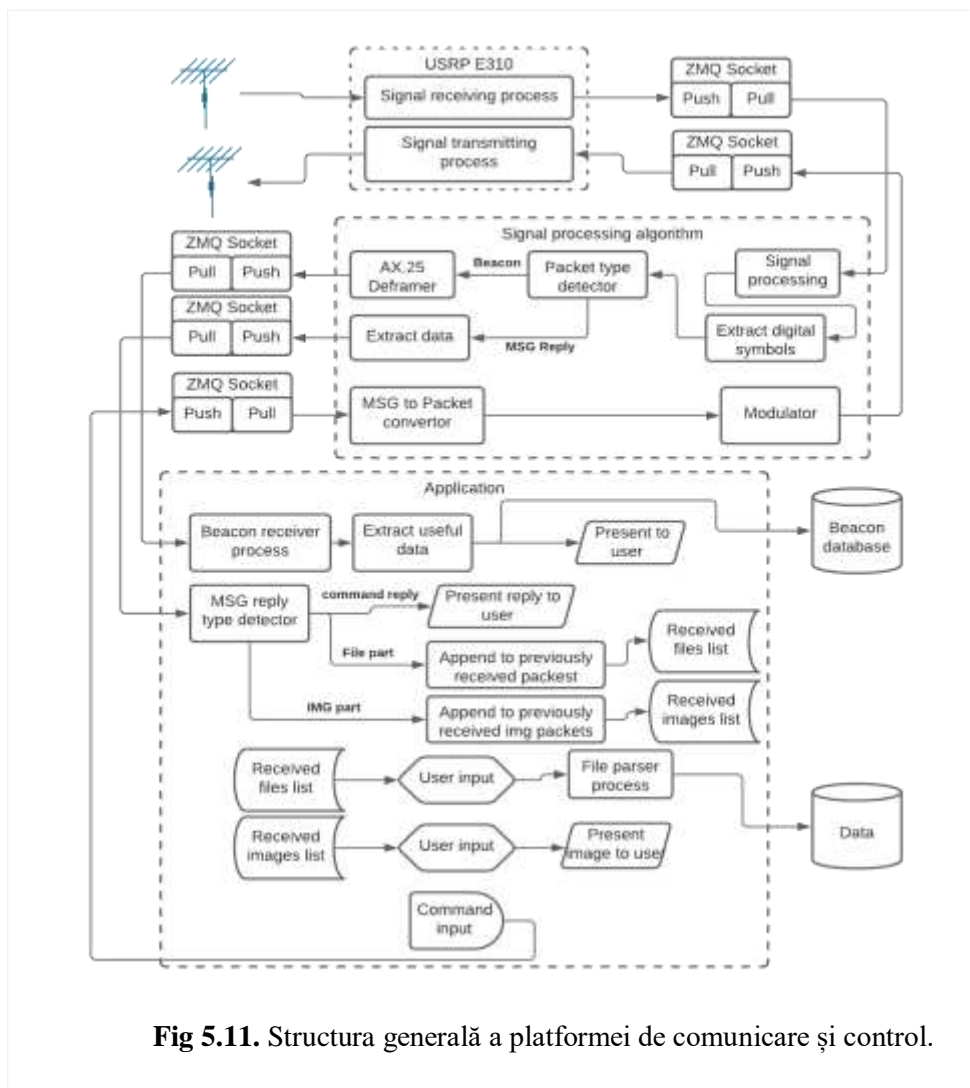 USRP E310
Signal receiving process
Signal transmitting
process
ZMQ Socket
Push Pull
ZMQ Socket
Pull Push
ZMQ Socket
Pull Push
ZMQ Socket
Pull Push
ZMQ Socket
Push Pull
Signal processing algorithm
AX.25
Deframer
Beacon
Packet type
detector
Signal
processing
Extract data
MSG Reply
Extract digital
symbols
MSG to Packet
convertor
Modulator
Application
Beacon receiver
process
Extract useful
data
Present to
user
Beacon
database
MSG reply
type detector
command reply
Present reply to
user
File part
Append to previously
received packest
Received
files list
IMG part
Append to previously
received img packets
Received
images list
Received
files list
User input
File parser
process
Data
Received
images list
User input
Present
image to use
Command
input
Fig 5.11. Structura generală a platformei de comunicare și control.